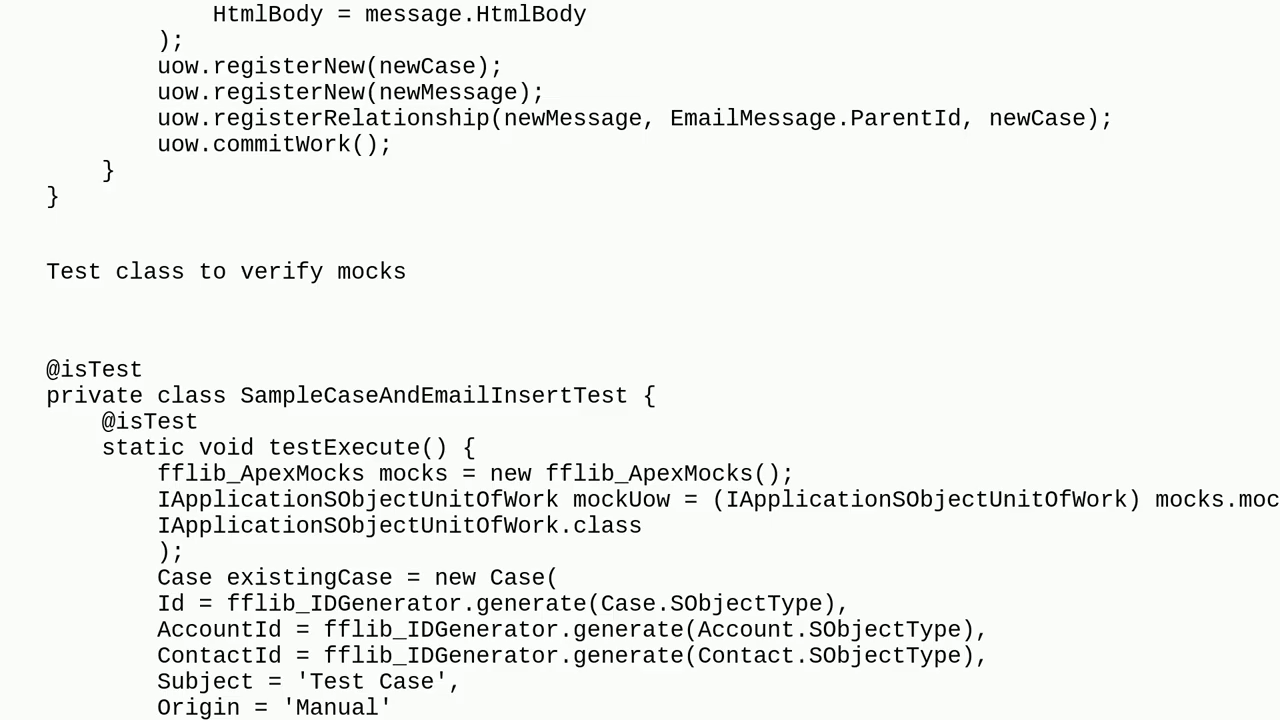 HtmlBody = message.HtmlBody
);
uow.registerNew(newCase);
uow.registerNew(newMessage);
uow.registerRelationship(newMessage, EmailMessage.ParentId, newCase);
uow.commitWork();
}
}
Test class to verify mocks
@isTest
private class SampleCaseAndEmailInsertTest {
@isTest
static void testExecute() {
fflib_ApexMocks mocks = new fflib_ApexMocks();
IApplicationSObjectUnitOfWork mockUow = (IApplicationSObjectUnitOfWork) mocks.moc
IApplicationSObjectUnitOfWork.class
);
Case existingCase = new Case(
Id = fflib_IDGenerator.generate(Case.SObjectType),
AccountId = fflib_IDGenerator.generate(Account.SObjectType),
ContactId = fflib_IDGenerator.generate(Contact.SObjectType),
Subject = 'Test Case',
Origin = 'Manual'